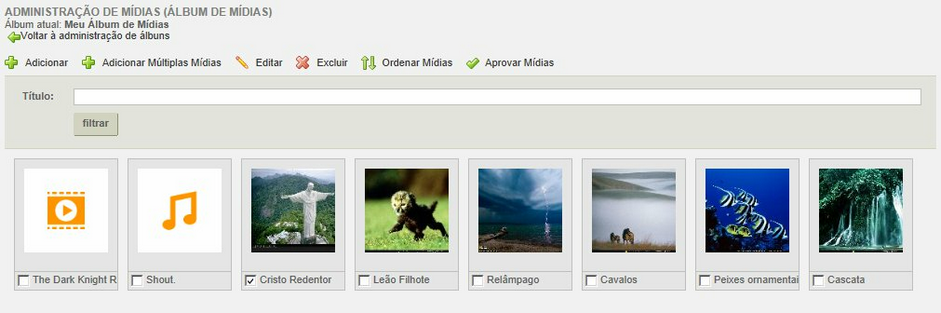 ADMINISTRAÇÃO DE MÍDIAS (ÁLBUM DE MÍDIAS)
Álbum atual: Meu Álbum de Mídias
Voltar à administração de álbuns
Adicionar Adicionar Múltiplas Mídias Editar Excluir Ordenar Mídias Aprovar Mídias
Título:
filtrar
The Dark Knight R Shout. Cristo Redentor Leão Filhote Relâmpago Cavalos Peixes ornamentai Cascata